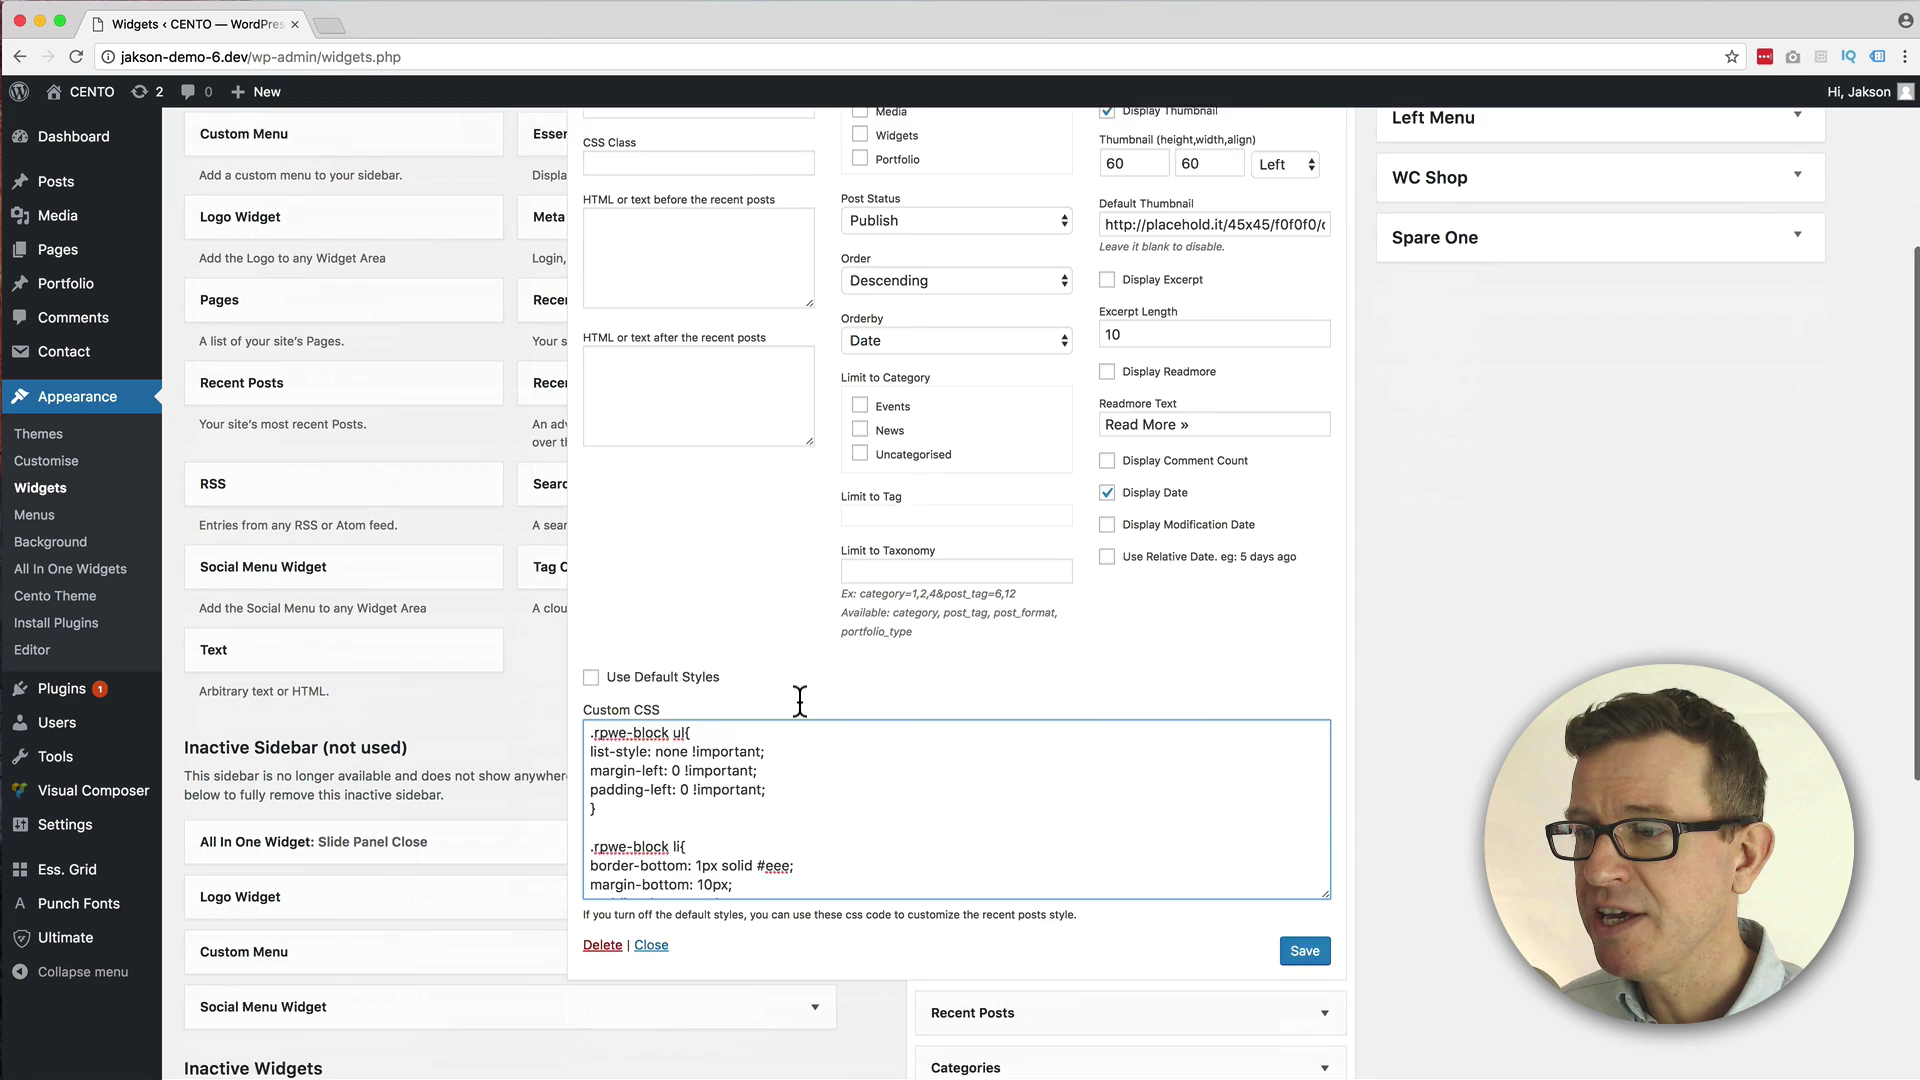 Widgets ‹ CENTO — WordPres
jakson-demo-6.dev/wp-admin/widgets.php
CENTO
2
0
New
Hi, Jakson
Dashboard
Posts
Media
Pages
Portfolio
Comments
Contact
Appearance
Themes
Customise
Widgets
Menus
Background
All In One Widgets
Cento Theme
Install Plugins
Editor
Plugins 1
Users
Tools
Visual Composer
Settings
Ess. Grid
Punch Fonts
Ultimate
Collapse menu
Custom Menu
Add a custom menu to your sidebar.
Logo Widget
Add the Logo to any Widget Area
Pages
A list of your site's Pages.
Recent Posts
Your site's most recent Posts.
RSS
Entries from any RSS or Atom feed.
Social Menu Widget
Add the Social Menu to any Widget Area
Text
Arbitrary text or HTML.
Essen
Displa
Meta
Login,
Recen
Your s
Recen
An adv
over th
Searc
A sear
Tag C
A clou
Inactive Sidebar (not used)
This sidebar is no longer available and does not show anywhere
below to fully remove this inactive sidebar.
All In One Widget: Slide Panel Close
Logo Widget
Custom Menu
Social Menu Widget
Inactive Widgets
CSS Class
HTML or text before the recent posts
HTML or text after the recent posts
Media
Widgets
Portfolio
Post Status
Publish
Order
Descending
Orderby
Date
Limit to Category
Events
News
Uncategorised
Limit to Tag
Limit to Taxonomy
Ex: category=1,2,4&post_tag=6,12
Available: category, post_tag, post_format,
portfolio_type
Display Thumbnail
Thumbnail (height,width,align)
60 60 Left
Default Thumbnail
http://placehold.it/45x45/f0f0f0/c
Leave it blank to disable.
Display Excerpt
Excerpt Length
10
Display Readmore
Readmore Text
Read More »
Display Comment Count
Display Date
Display Modification Date
Use Relative Date. eg: 5 days ago
Use Default Styles
Custom CSS
.rpwe-block ul{
list-style: none !important;
margin-left: 0 !important;
padding-left: 0 !important;
}
.rpwe-block li{
border-bottom: 1px solid #eee;
margin-bottom: 10px;
If you turn off the default styles, you can use these css code to customize the recent posts style.
Delete | Close
Save
Recent Posts
Categories
Left Menu
WC Shop
Spare One